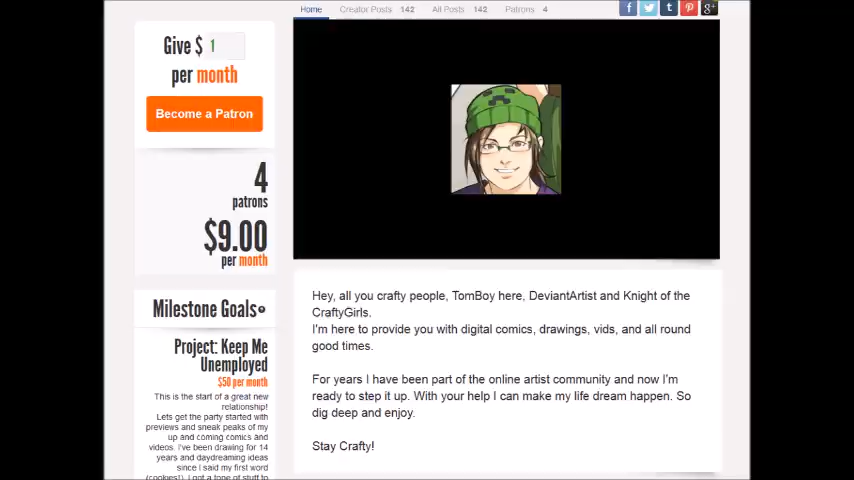 Home Creator Posts 142 All Posts 142 Patrons 4
f t p g+
Give $ 1
per month
Become a Patron
4
patrons
$9.00
per month
Milestone Goals
Project: Keep Me
Unemployed
$50 per month
This is the start of a great new
relationship!
Lets get the party started with
previews and sneak peaks of my
up and coming comics and
videos. I've been drawing for 14
years and daydreaming ideas
since I said my first word
(cookies!). I got a tone of stuff to
Hey, all you crafty people, TomBoy here, DeviantArtist and Knight of the
CraftyGirls.
I'm here to provide you with digital comics, drawings, vids, and all round
good times.
For years I have been part of the online artist community and now I'm
ready to step it up. With your help I can make my life dream happen. So
dig deep and enjoy.
Stay Crafty!